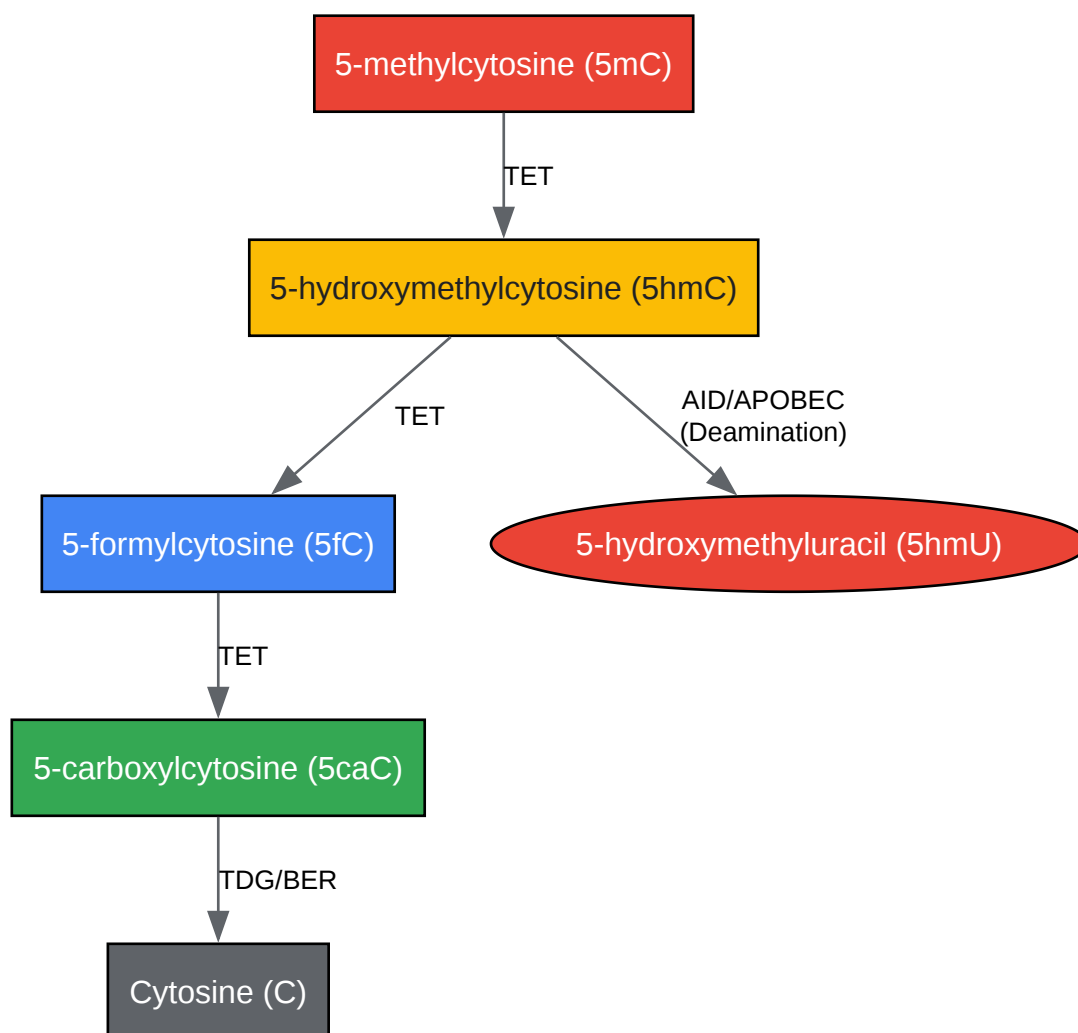 5-methylcytosine (5mC)
TET
5-hydroxymethylcytosine (5hmC)
TET
AID/APOBEC
(Deamination)
5-formylcytosine (5fC)
5-hydroxymethyluracil (5hmU)
TET
5-carboxylcytosine (5caC)
TDG/BER
Cytosine (C)